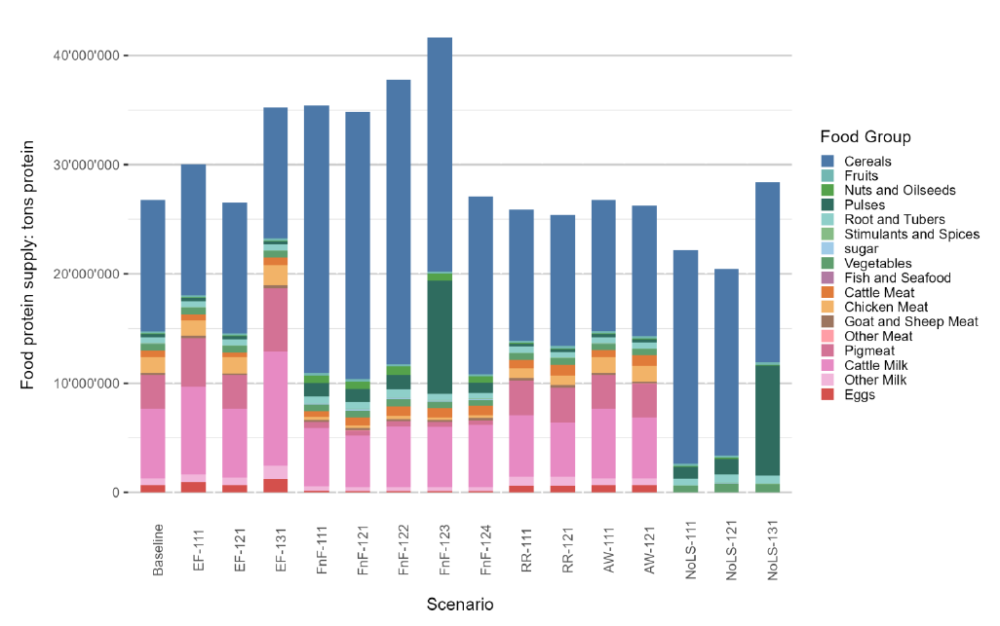 40'000'000
30'000'000
20'000'000
10'000'000
0
Food protein supply: tons protein
Baseline
EF-111
EF-121
EF-131
FnF-111
FnF-121
FnF-122
FnF-123
FnF-124
RR-111
RR-121
AW-111
AW-121
NoLS-111
NoLS-121
NoLS-131
Scenario
Food Group
Cereals
Fruits
Nuts and Oilseeds
Pulses
Root and Tubers
Stimulants and Spices
sugar
Vegetables
Fish and Seafood
Cattle Meat
Chicken Meat
Goat and Sheep Meat
Other Meat
Pigmeat
Cattle Milk
Other Milk
Eggs